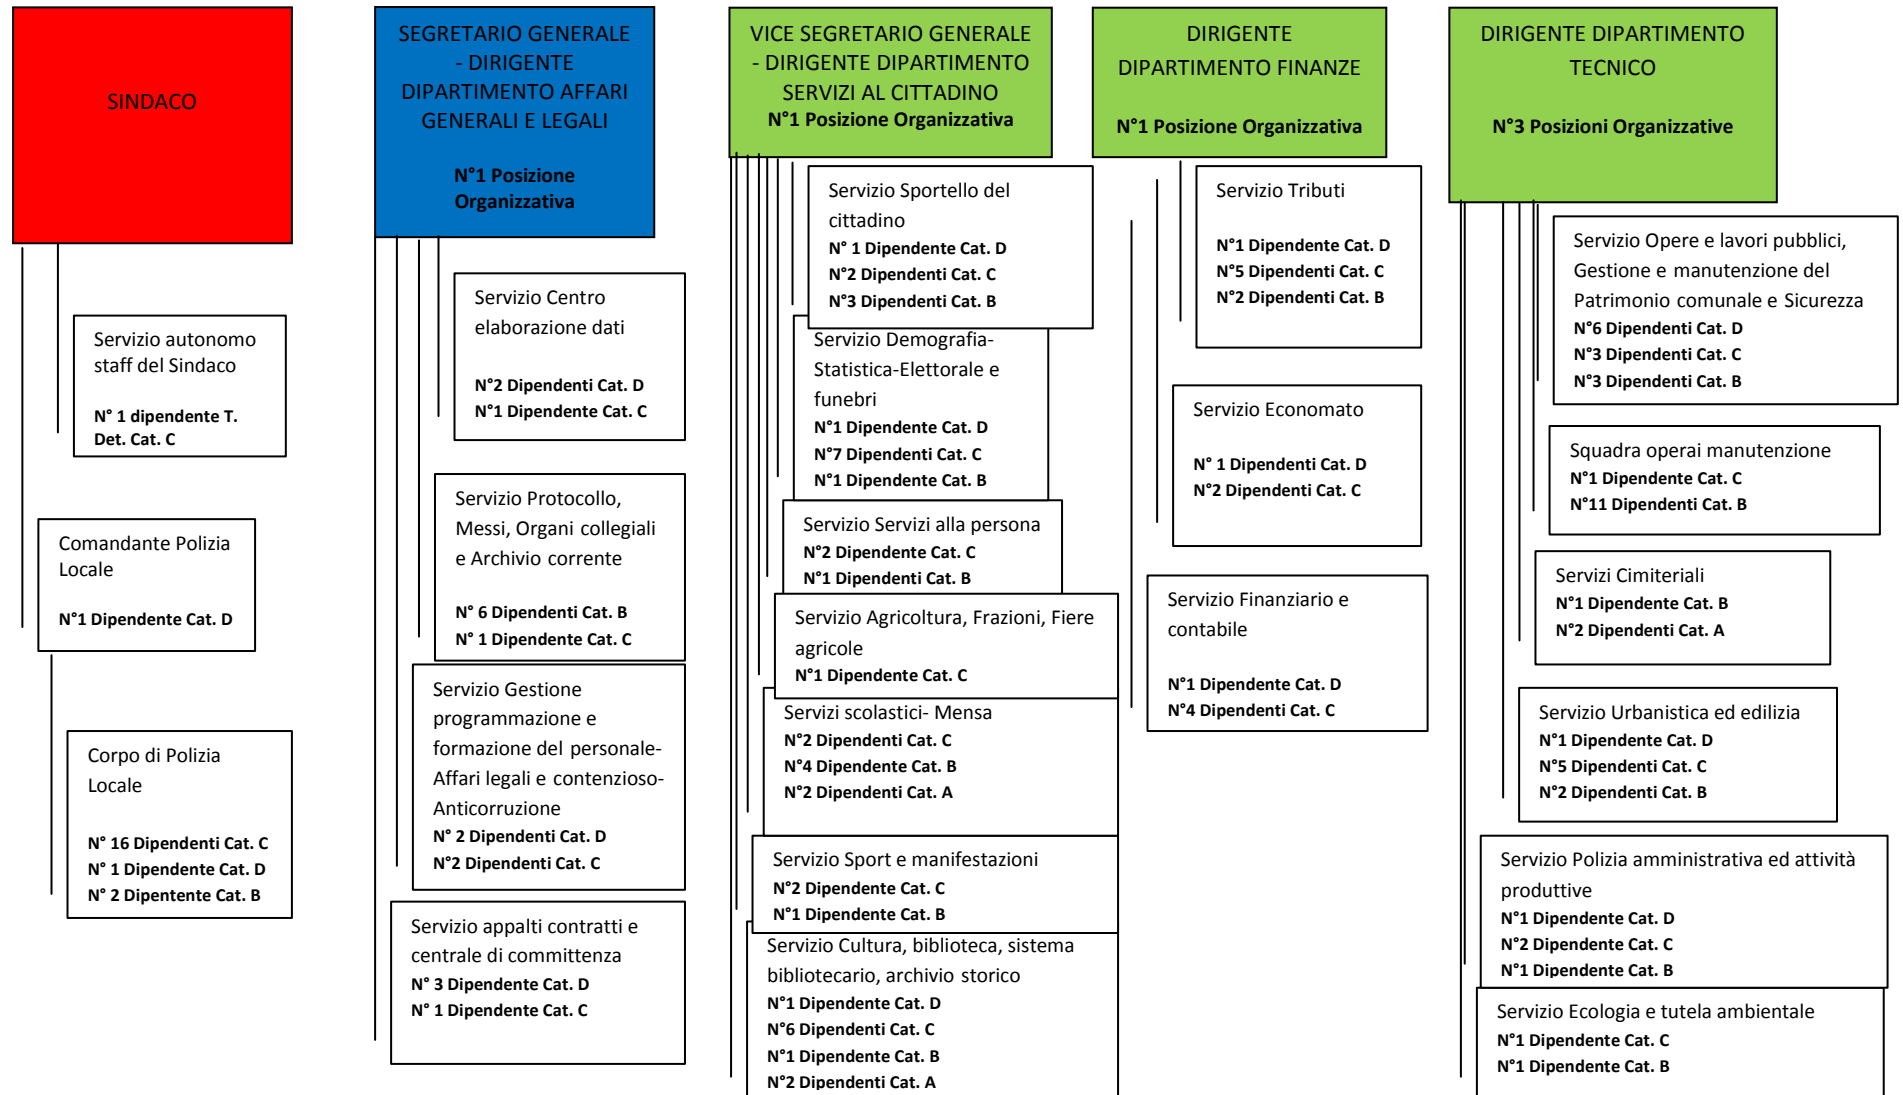 SINDACO
Servizio autonomo
staff del Sindaco
N° 1 dipendente T.
Det. Cat. C
Comandante Polizia
Locale
N°1 Dipendente Cat. D
Corpo di Polizia
Locale
N° 16 Dipendenti Cat. C
N° 1 Dipendente Cat. D
N° 2 Dipentente Cat. B
SEGRETARIO GENERALE
- DIRIGENTE
DIPARTIMENTO AFFARI
GENERALI E LEGALI
N°1 Posizione
Organizzativa
Servizio Centro
elaborazione dati
N°2 Dipendenti Cat. D
N°1 Dipendente Cat. C
Servizio Protocollo,
Messi, Organi collegiali
e Archivio corrente
N° 6 Dipendenti Cat. B
N° 1 Dipendente Cat. C
Servizio Gestione
programmazione e
formazione del personale-
Affari legali e contenzioso-
Anticorruzione
N° 2 Dipendenti Cat. D
N°2 Dipendenti Cat. C
Servizio appalti contratti e
centrale di committenza
N° 3 Dipendente Cat. D
N° 1 Dipendente Cat. C
VICE SEGRETARIO GENERALE
- DIRIGENTE DIPARTIMENTO
SERVIZI AL CITTADINO
N°1 Posizione Organizzativa
Servizio Sportello del
cittadino
N° 1 Dipendente Cat. D
N°2 Dipendenti Cat. C
N°3 Dipendenti Cat. B
Servizio Demografia-
Statistica-Elettorale e
funebri
N°1 Dipendente Cat. D
N°7 Dipendenti Cat. C
N°1 Dipendente Cat. B
Servizio Servizi alla persona
N°2 Dipendente Cat. C
N°1 Dipendenti Cat. B
Servizio Agricoltura, Frazioni, Fiere
agricole
N°1 Dipendente Cat. C
Servizi scolastici- Mensa
N°2 Dipendenti Cat. C
N°4 Dipendente Cat. B
N°2 Dipendenti Cat. A
Servizio Sport e manifestazioni
N°2 Dipendente Cat. C
N°1 Dipendente Cat. B
Servizio Cultura, biblioteca, sistema
bibliotecario, archivio storico
N°1 Dipendente Cat. D
N°6 Dipendenti Cat. C
N°1 Dipendente Cat. B
N°2 Dipendenti Cat. A
DIRIGENTE
DIPARTIMENTO FINANZE
N°1 Posizione Organizzativa
Servizio Tributi
N°1 Dipendente Cat. D
N°5 Dipendenti Cat. C
N°2 Dipendenti Cat. B
Servizio Economato
N° 1 Dipendenti Cat. D
N°2 Dipendenti Cat. C
Servizio Finanziario e
contabile
N°1 Dipendente Cat. D
N°4 Dipendenti Cat. C
DIRIGENTE DIPARTIMENTO
TECNICO
N°3 Posizioni Organizzative
Servizio Opere e lavori pubblici,
Gestione e manutenzione del
Patrimonio comunale e Sicurezza
N°6 Dipendenti Cat. D
N°3 Dipendenti Cat. C
N°3 Dipendenti Cat. B
Squadra operai manutenzione
N°1 Dipendente Cat. C
N°11 Dipendenti Cat. B
Servizi Cimiteriali
N°1 Dipendenti Cat. B
N°2 Dipendenti Cat. A
Servizio Urbanistica ed edilizia
N°1 Dipendente Cat. D
N°5 Dipendenti Cat. C
N°2 Dipendenti Cat. B
Servizio Polizia amministrativa ed attività
produttive
N°1 Dipendente Cat. D
N°2 Dipendente Cat. C
N°1 Dipendente Cat. B
Servizio Ecologia e tutela ambientale
N°1 Dipendente Cat. C
N°1 Dipendente Cat. B